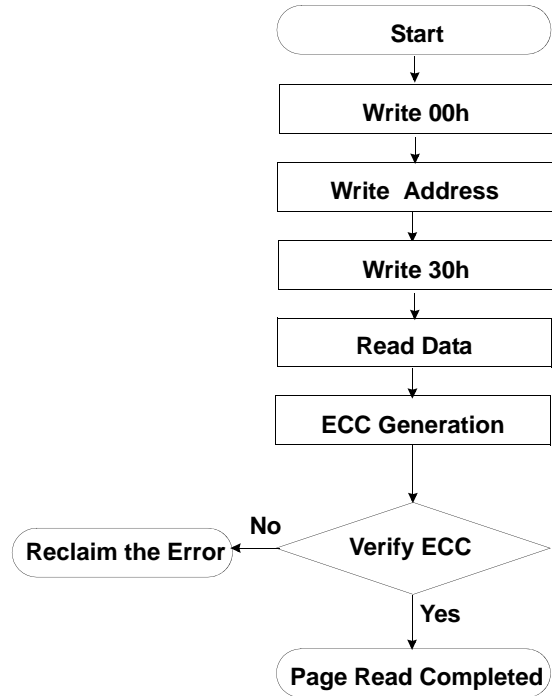 Start
Write 00h
Write Address
Write 30h
Read Data
ECC Generation
Verify ECC
No
Reclaim the Error
Yes
Page Read Completed